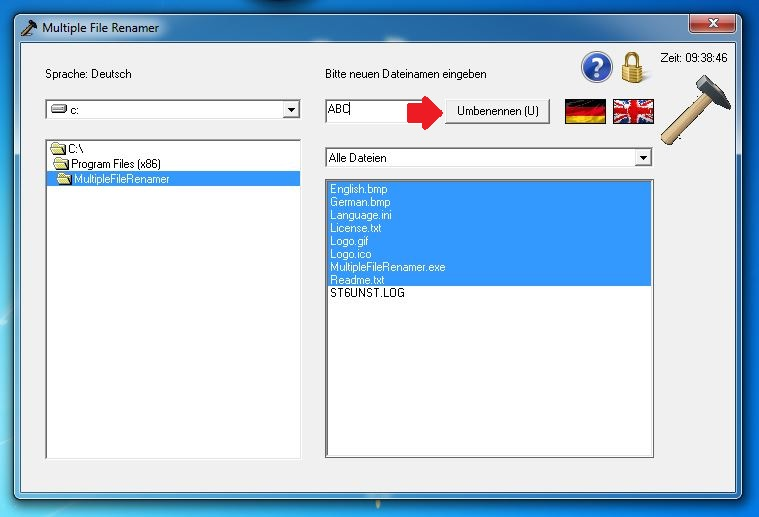 Multiple File Renamer
Zeit: 09:38:46
Sprache: Deutsch
Bitte neuen Dateinamen eingeben
c:
ABC
Umbenennen (U)
C:\
Program Files (x86)
MultipleFileRenamer
Alle Dateien
English.bmp
German.bmp
Language.ini
License.txt
Logo.gif
Logo.ico
MultipleFileRenamer.exe
Readme.txt
ST6UNST.LOG